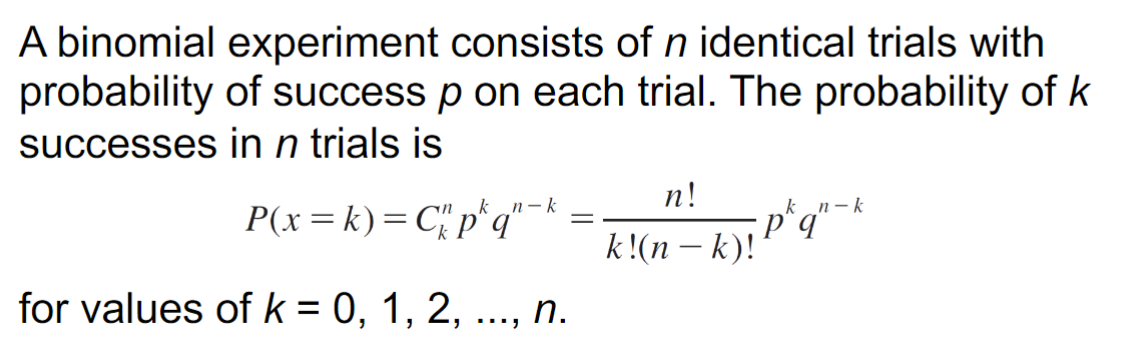 A binomial experiment consists of n identical trials with
probability of success p on each trial. The probability of k
successes in n trials is
P(x = k) = C_k^n p^k q^{n-k} = \frac{n!}{k!(n-k)!} p^k q^{n-k}
for values of k = 0, 1, 2, ..., n.